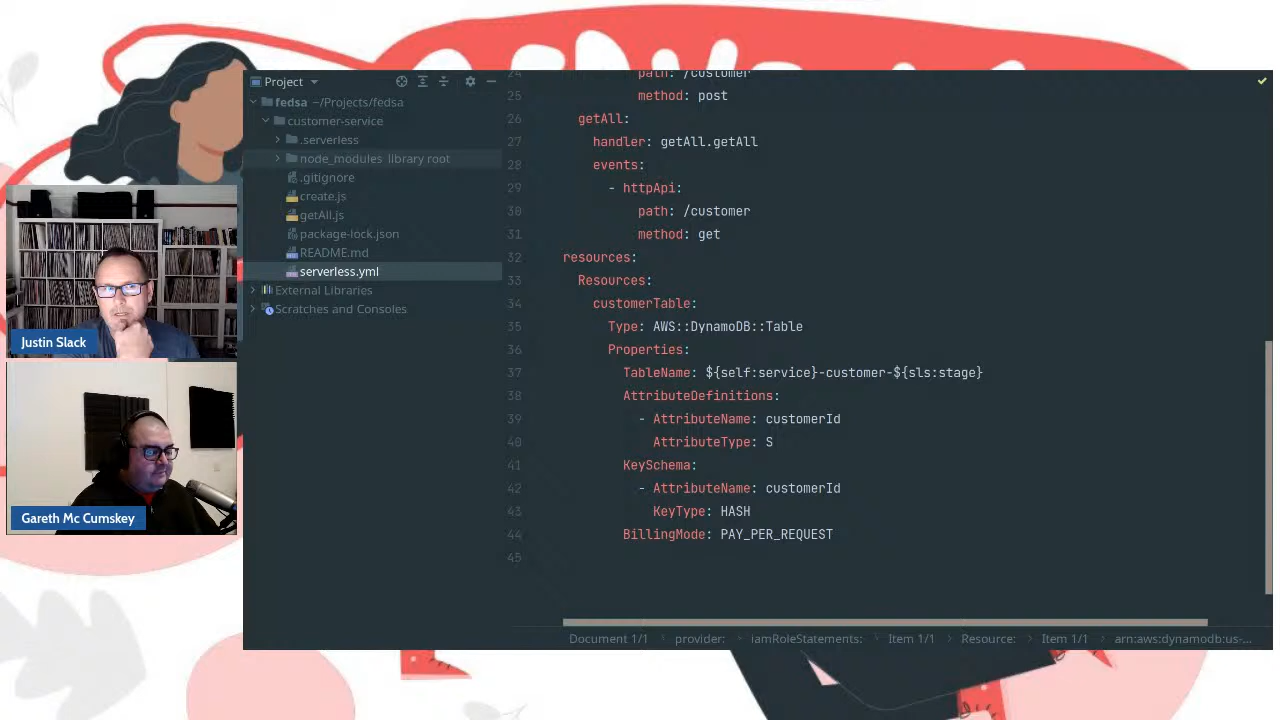 Project
fedsa ~/Projects/fedsa
customer-service
.serverless
node_modules library root
.gitignore
create.js
getAll.js
package-lock.json
README.md
serverless.yml
External Libraries
Scratches and Consoles
24 path: /customer
25 method: post
26 getAll:
27 handler: getAll.getAll
28 events:
29 - httpApi:
30 path: /customer
31 method: get
32 resources:
33 Resources:
34 customerTable:
35 Type: AWS::DynamoDB::Table
36 Properties:
37 TableName: ${self:service}-customer-${sls:stage}
38 AttributeDefinitions:
39 - AttributeName: customerId
40 AttributeType: S
41 KeySchema:
42 - AttributeName: customerId
43 KeyType: HASH
44 BillingMode: PAY_PER_REQUEST
45
Document 1/1 › provider: › iamRoleStatements: › Item 1/1 › Resource: › Item 1/1 › arn:aws:dynamodb:us-...
Justin Slack
Gareth Mc Cumskey